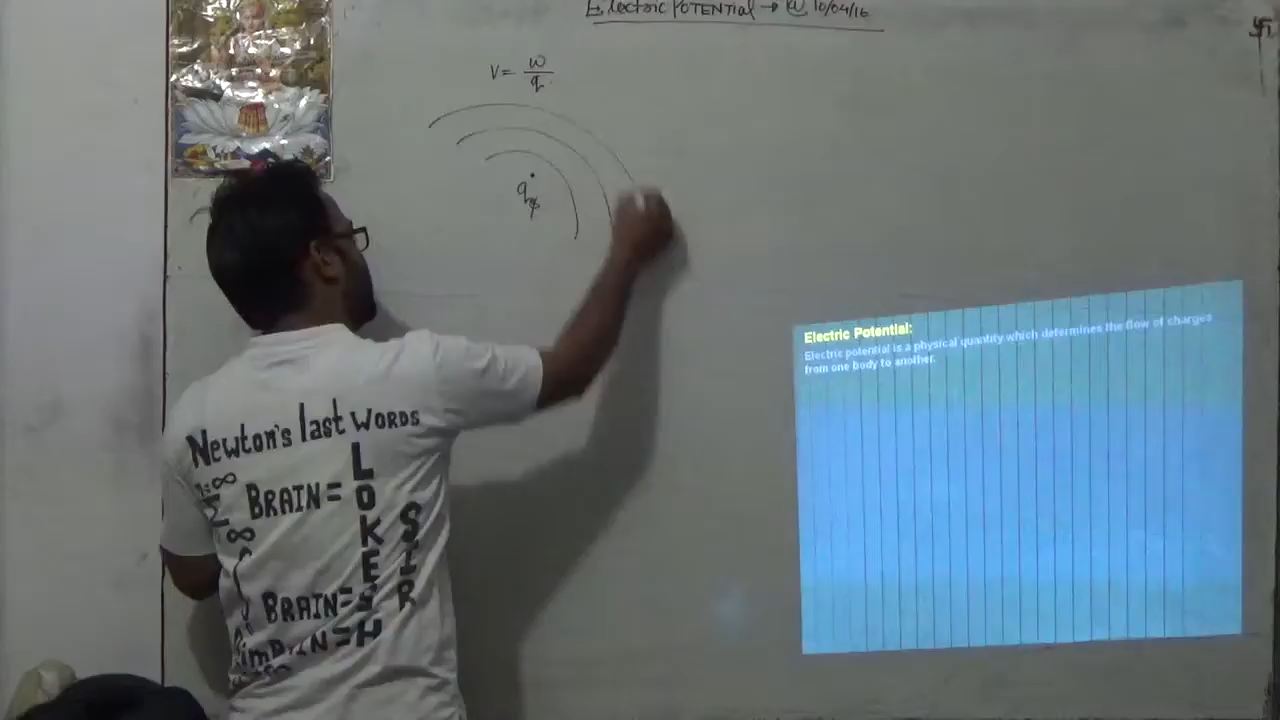 Electric POTENTIAL → @ 10/04/16
V = w/q
q
Electric Potential:
Electric potential is a physical quantity which determines the flow of charges
from one body to another.
Newton's last WORDS
BRAIN =
BRAIN =
LOKESH
SIR